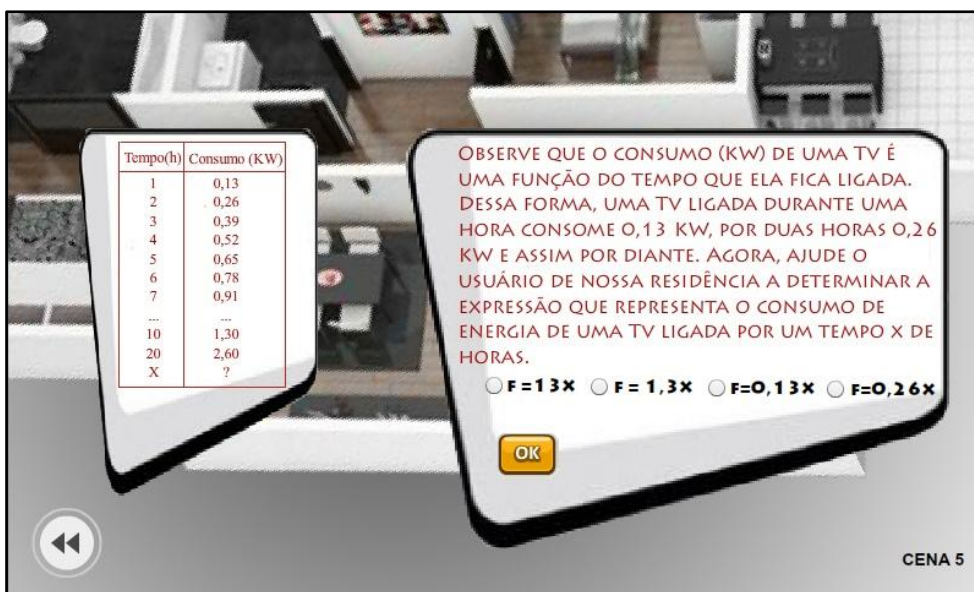 Tempo(h) Consumo (KW)
1 0,13
2 0,26
3 0,39
4 0,52
5 0,65
6 0,78
7 0,91
... ...
10 1,30
20 2,60
X ?
OBSERVE QUE O CONSUMO (KW) DE UMA TV É
UMA FUNÇÃO DO TEMPO QUE ELA FICA LIGADA.
DESSA FORMA, UMA TV LIGADA DURANTE UMA
HORA CONSOME 0,13 KW, POR DUAS HORAS 0,26
KW E ASSIM POR DIANTE. AGORA, AJUDE O
USUÁRIO DE NOSSA RESIDÊNCIA A DETERMINAR A
EXPRESSÃO QUE REPRESENTA O CONSUMO DE
ENERGIA DE UMA TV LIGADA POR UM TEMPO X DE
HORAS.
F =13X F = 1,3X F=0,13X F=0,26X
OK
CENA 5